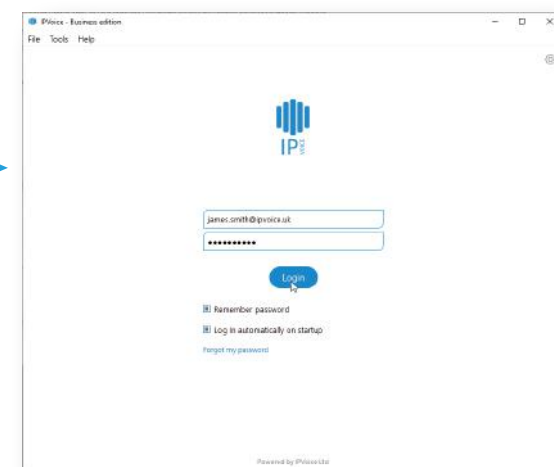 IPVoice - Business edition
File Tools Help
IP VOICE
james.smith@ipvoice.uk
••••••••••
Login
Remember password
Log in automatically on startup
Forgot my password
Powered by IPVoice Ltd